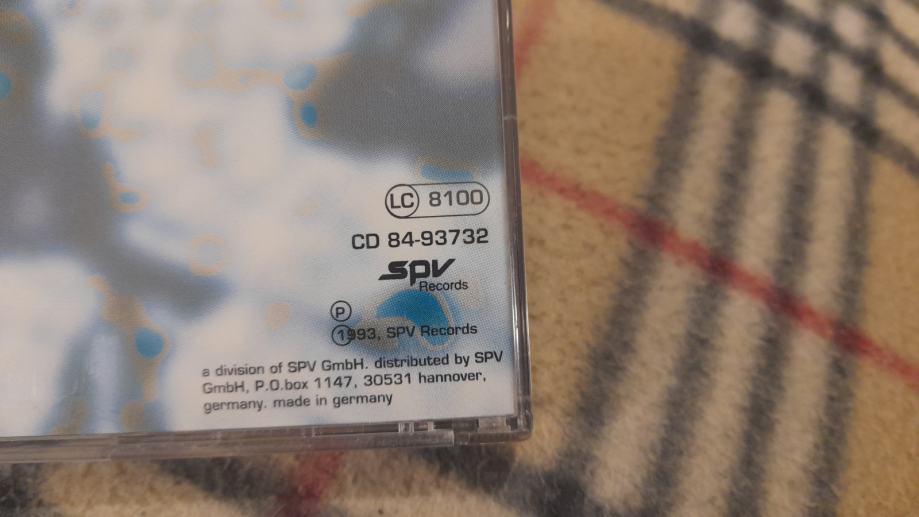 LC 8100
CD 84-93732
spv
Records
℗
©1993, SPV Records
a division of SPV GmbH. distributed by SPV
GmbH, P.O.box 1147, 30531 hannover,
germany. made in germany